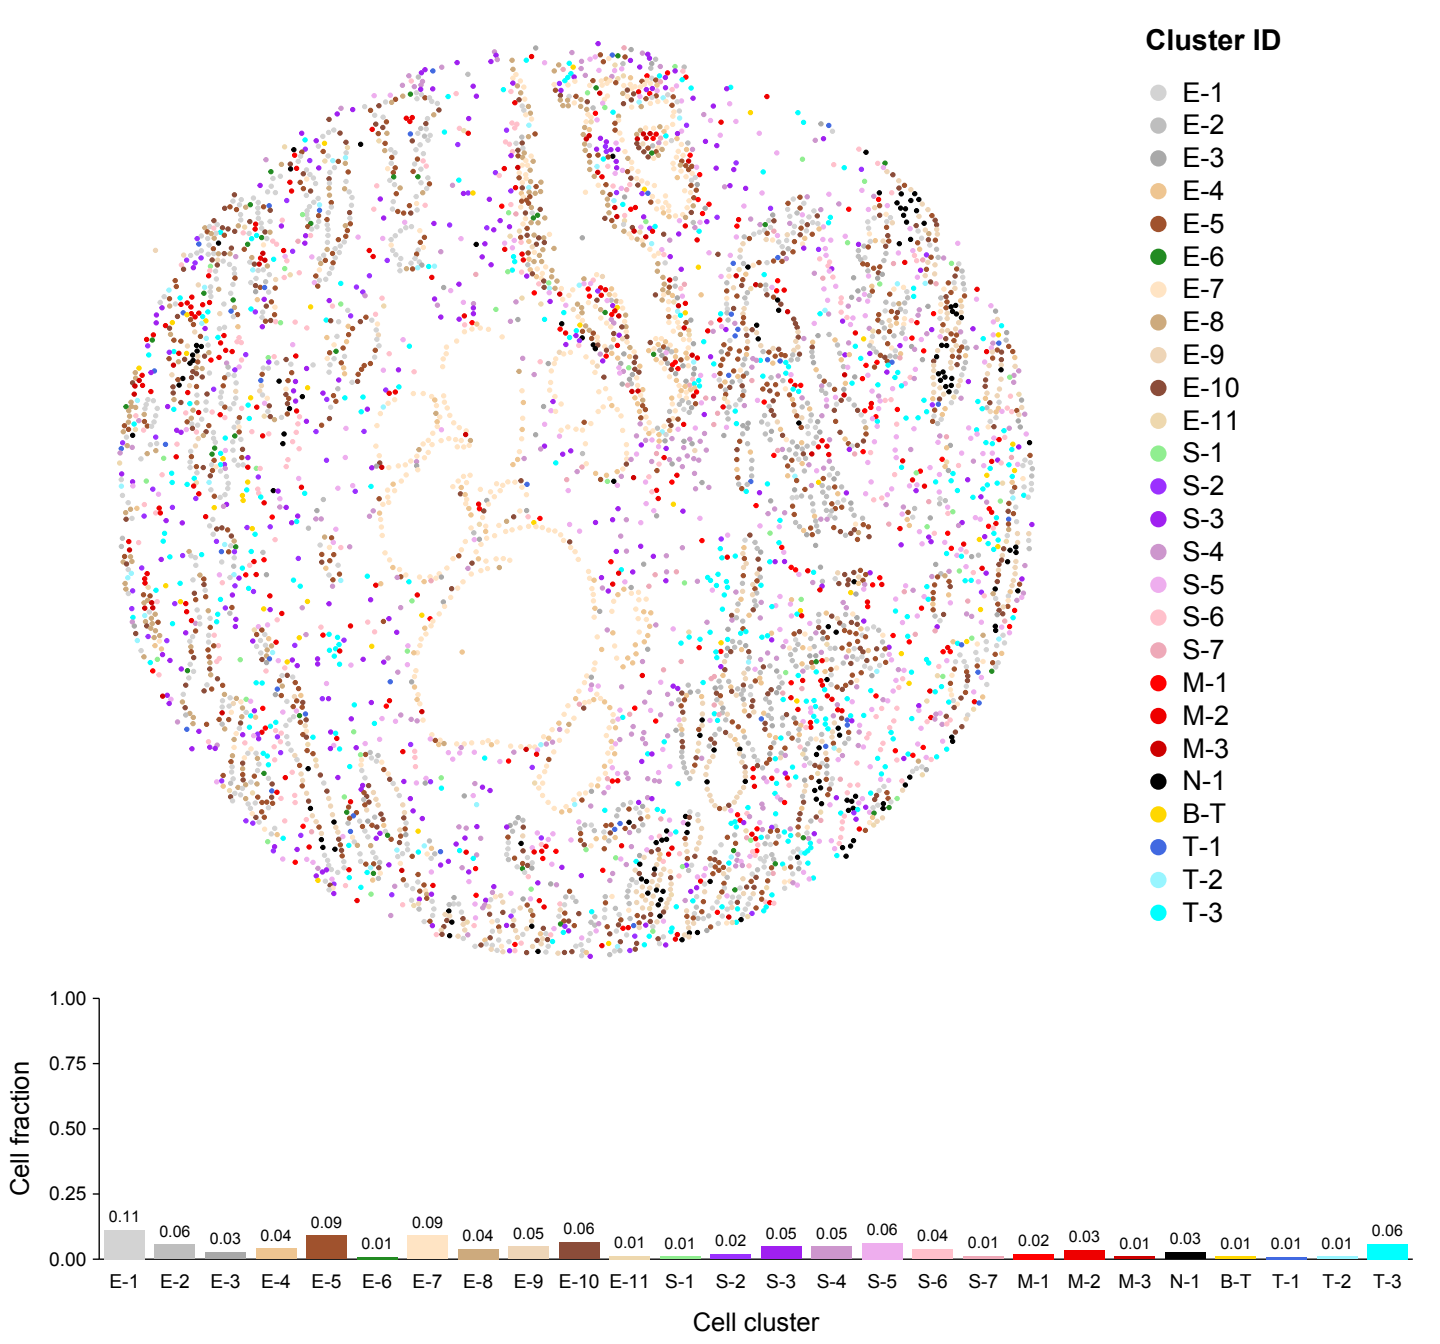 Cluster ID
E-1
E-2
E-3
E-4
E-5
E-6
E-7
E-8
E-9
E-10
E-11
S-1
S-2
S-3
S-4
S-5
S-6
S-7
M-1
M-2
M-3
N-1
B-T
T-1
T-2
T-3
1.00
0.75
0.50
0.25
0.00
Cell fraction
0.11 0.06 0.03 0.04 0.09 0.01 0.09 0.04 0.05 0.06 0.01 0.01 0.02 0.05 0.05 0.06 0.04 0.01 0.02 0.03 0.01 0.03 0.01 0.01 0.01 0.06
E-1 E-2 E-3 E-4 E-5 E-6 E-7 E-8 E-9 E-10 E-11 S-1 S-2 S-3 S-4 S-5 S-6 S-7 M-1 M-2 M-3 N-1 B-T T-1 T-2 T-3
Cell cluster